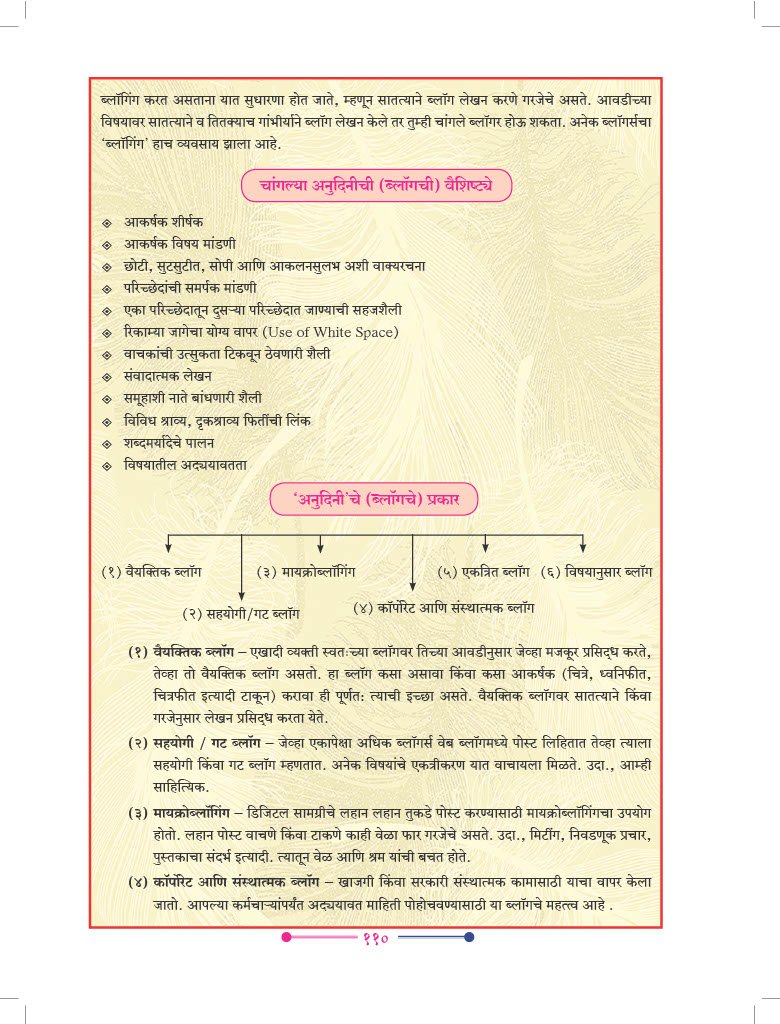 ब्लॉगिंग करत असताना यात सुधारणा होत जाते, म्हणून सातत्याने ब्लॉग लेखन करणे गरजेचे असते. आवडीच्या
विषयावर सातत्याने व तितक्याच गांभीर्याने ब्लॉग लेखन केले तर तुम्ही चांगले ब्लॉगर होऊ शकता. अनेक ब्लॉगर्सचा
‘ब्लॉगिंग’ हाच व्यवसाय झाला आहे.
चांगल्या अनुदिनीची (ब्लॉगची) वैशिष्ट्ये
आकर्षक शीर्षक
आकर्षक विषय मांडणी
छोटी, सुटसुटीत, सोपी आणि आकलनसुलभ अशी वाक्यरचना
परिच्छेदांची समर्पक मांडणी
एका परिच्छेदातून दुसऱ्या परिच्छेदात जाण्याची सहजशैली
रिकाम्या जागेचा योग्य वापर (Use of White Space)
वाचकांची उत्सुकता टिकवून ठेवणारी शैली
संवादात्मक लेखन
समूहाशी नाते बांधणारी शैली
विविध श्राव्य, दृकश्राव्य फितींची लिंक
शब्दमर्यादेचे पालन
विषयातील अद्ययावतता
‘अनुदिनी’चे (ब्लॉगचे) प्रकार
(१) वैयक्तिक ब्लॉग (३) मायक्रोब्लॉगिंग (५) एकत्रित ब्लॉग (६) विषयानुसार ब्लॉग
(२) सहयोगी/गट ब्लॉग (४) कॉर्पोरेट आणि संस्थात्मक ब्लॉग
(१) वैयक्तिक ब्लॉग – एखादी व्यक्ती स्वतःच्या ब्लॉगवर तिच्या आवडीनुसार जेव्हा मजकूर प्रसिद्ध करते,
तेव्हा तो वैयक्तिक ब्लॉग असतो. हा ब्लॉग कसा असावा किंवा कसा आकर्षक (चित्रे, ध्वनिफीत,
चित्रफीत इत्यादी टाकून) करावा ही पूर्णत: त्याची इच्छा असते. वैयक्तिक ब्लॉगवर सातत्याने किंवा
गरजेनुसार लेखन प्रसिद्ध करता येते.
(२) सहयोगी / गट ब्लॉग – जेव्हा एकापेक्षा अधिक ब्लॉगर्स वेब ब्लॉगमध्ये पोस्ट लिहितात तेव्हा त्याला
सहयोगी किंवा गट ब्लॉग म्हणतात. अनेक विषयांचे एकत्रीकरण यात वाचायला मिळते. उदा., आम्ही
साहित्यिक.
(३) मायक्रोब्लॉगिंग – डिजिटल सामग्रीचे लहान लहान तुकडे पोस्ट करण्यासाठी मायक्रोब्लॉगिंगचा उपयोग
होतो. लहान पोस्ट वाचणे किंवा टाकणे काही वेळा फार गरजेचे असते. उदा., मिटींग, निवडणूक प्रचार,
पुस्तकाचा संदर्भ इत्यादी. त्यातून वेळ आणि श्रम यांची बचत होते.
(४) कॉर्पोरेट आणि संस्थात्मक ब्लॉग – खाजगी किंवा सरकारी संस्थात्मक कामासाठी याचा वापर केला
जातो. आपल्या कर्मचाऱ्यांपर्यंत अद्ययावत माहिती पोहोचवण्यासाठी या ब्लॉगचे महत्त्व आहे .
११०